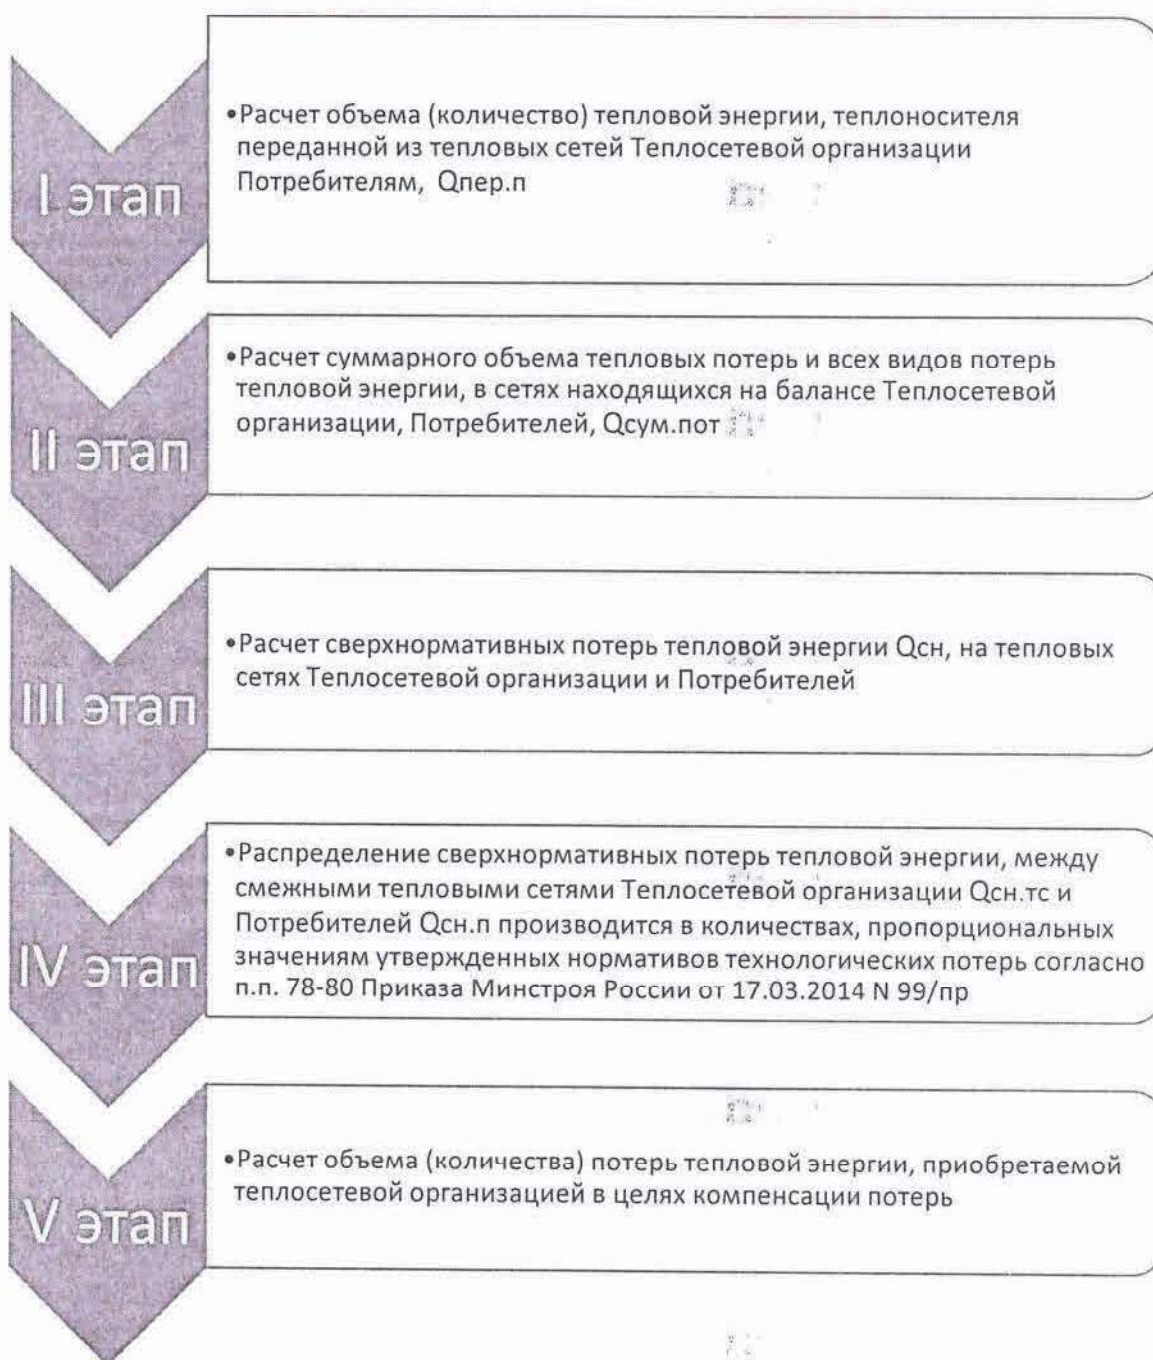 I этап
•Расчет объема (количество) тепловой энергии, теплоносителя
переданной из тепловых сетей Теплосетевой организации
Потребителям, Qпер.п
II этап
•Расчет суммарного объема тепловых потерь и всех видов потерь
тепловой энергии, в сетях находящихся на балансе Теплосетевой
организации, Потребителей, Qсум.пот
III этап
•Расчет сверхнормативных потерь тепловой энергии Qсн, на тепловых
сетях Теплосетевой организации и Потребителей
IV этап
•Распределение сверхнормативных потерь тепловой энергии, между
смежными тепловыми сетями Теплосетевой организации Qсн.тс и
Потребителей Qсн.п производится в количествах, пропорциональных
значениям утвержденных нормативов технологических потерь согласно
п.п. 78-80 Приказа Минстроя России от 17.03.2014 N 99/пр
V этап
•Расчет объема (количества) потерь тепловой энергии, приобретаемой
теплосетевой организацией в целях компенсации потерь